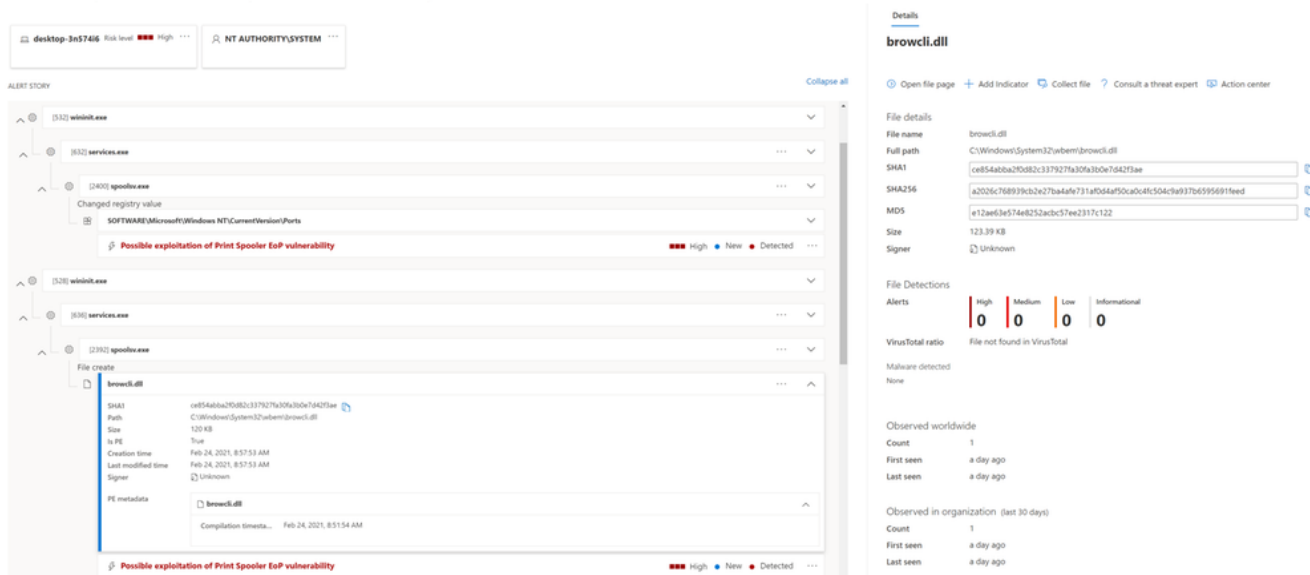 desktop-3n574i6 Risk level High ...
NT AUTHORITY\SYSTEM ...
ALERT STORY
Collapse all
[532] wininit.exe
[632] services.exe
...
[2400] spoolsv.exe
...
Changed registry value
SOFTWARE\Microsoft\Windows NT\CurrentVersion\Ports
Possible exploitation of Print Spooler EoP vulnerability
High New Detected ...
[528] wininit.exe
[636] services.exe
...
[2392] spoolsv.exe
...
File create
browcli.dll
...
SHA1 ce854abba2f0d82c337927fa30fa3b0e7d42f3ae
Path C:\Windows\System32\wbem\browcli.dll
Size 120 KB
Is PE True
Creation time Feb 24, 2021, 8:57:53 AM
Last modified time Feb 24, 2021, 8:57:53 AM
Signer Unknown
PE metadata
browcli.dll
Compilation timesta... Feb 24, 2021, 8:51:54 AM
Possible exploitation of Print Spooler EoP vulnerability
High New Detected ...
Details
browcli.dll
Open file page Add Indicator Collect file ? Consult a threat expert Action center
File details
File name browcli.dll
Full path C:\Windows\System32\wbem\browcli.dll
SHA1 ce854abba2f0d82c337927fa30fa3b0e7d42f3ae
SHA256 a2026c768939cb2e27ba4afe731af0d4af50ca0c4fc504c9a937b6595691feed
MD5 e12ae63e574e8252acbc57ee2317c122
Size 123.39 KB
Signer Unknown
File Detections
Alerts
High Medium Low Informational
0 0 0 0
VirusTotal ratio File not found in VirusTotal
Malware detected
None
Observed worldwide
Count 1
First seen a day ago
Last seen a day ago
Observed in organization (last 30 days)
Count 1
First seen a day ago
Last seen a day ago